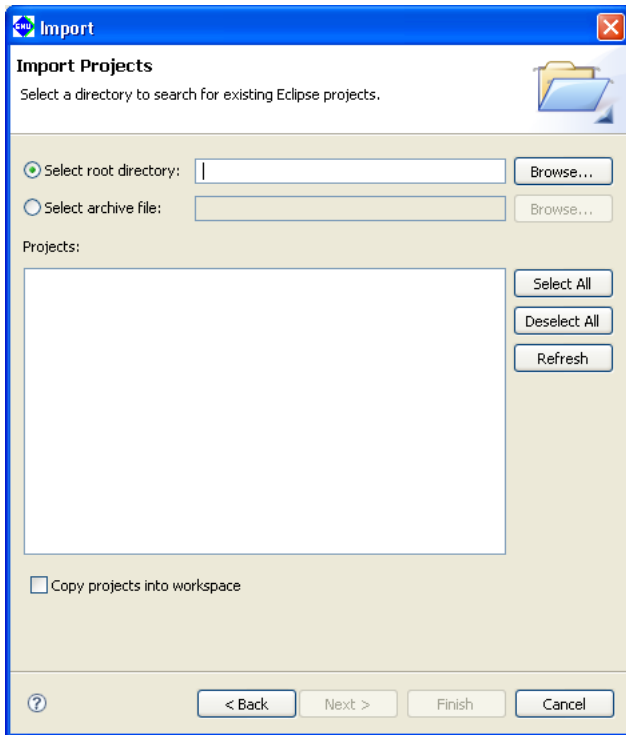 GNU Import
Import Projects
Select a directory to search for existing Eclipse projects.
Select root directory: Browse...
Select archive file: Browse...
Projects:
Select All
Deselect All
Refresh
Copy projects into workspace
? < Back Next > Finish Cancel